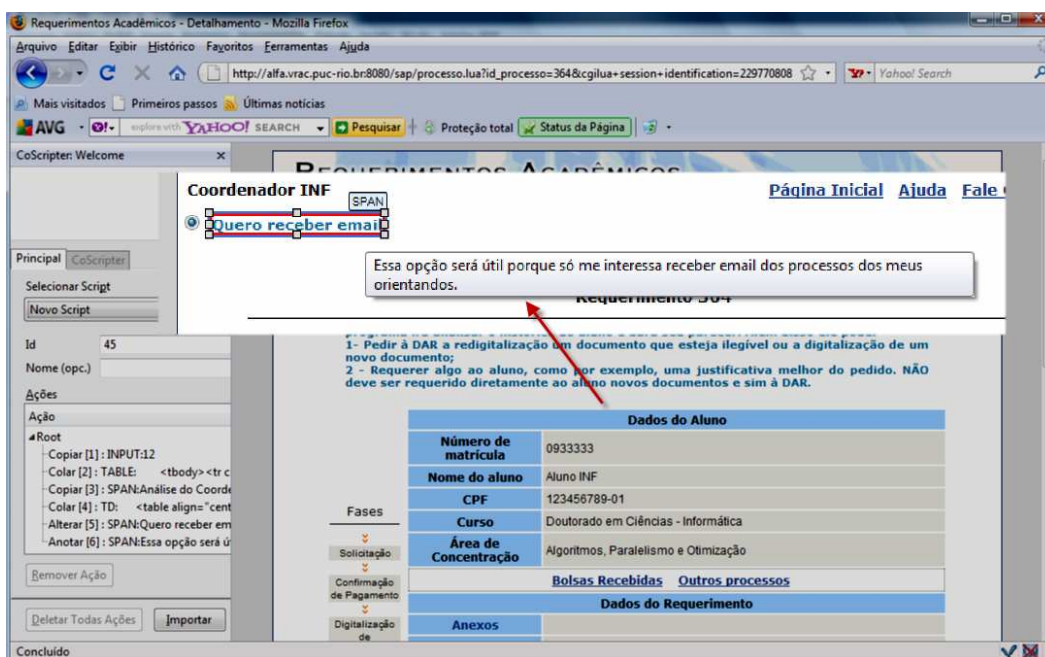 Requerimentos Acadêmicos - Detalhamento - Mozilla Firefox
Arquivo Editar Exibir Histórico Favoritos Ferramentas Ajuda
http://alfa.vrac.puc-rio.br:8080/sap/processo.lua?id_processo=364&cgilua+session+identification=229770808
Yahoo! Search
Mais visitados Primeiros passos Últimas notícias
AVG explore with YAHOO! SEARCH Pesquisar Proteção total Status da Página
CoScripter: Welcome x
REQUERIMENTOS ACADÊMICOS
Coordenador INF
SPAN
Página Inicial Ajuda Fale
Quero receber email
Essa opção será útil porque só me interessa receber email dos processos dos meus
orientandos.
Requerimento 364
Principal CoScripter
Selecionar Script
Novo Script
Id 45
Nome (opc.)
Ações
Ação
Root
Copiar [1] : INPUT:12
Colar [2] : TABLE: <tbody><tr c
Copiar [3] : SPAN:Análise do Coorde
Colar [4] : TD: <table align="cent
Alterar [5] : SPAN:Quero receber em
Anotar [6] : SPAN:Essa opção será ú
Remover Ação
Deletar Todas Ações Importar
1- Pedir à DAR a redigitalização de um documento que esteja ilegível ou a digitalização de um
novo documento;
2 - Requerer algo ao aluno, como por exemplo, uma justificativa melhor do pedido. NÃO
deve ser requerido diretamente ao aluno novos documentos e sim à DAR.
Fases
Solicitação
Confirmação
de Pagamento
Digitalização
de
Dados do Aluno
Número de
matrícula 0933333
Nome do aluno Aluno INF
CPF 123456789-01
Curso Doutorado em Ciências - Informática
Área de
Concentração Algoritmos, Paralelismo e Otimização
Bolsas Recebidas Outros processos
Dados do Requerimento
Anexos
Concluído